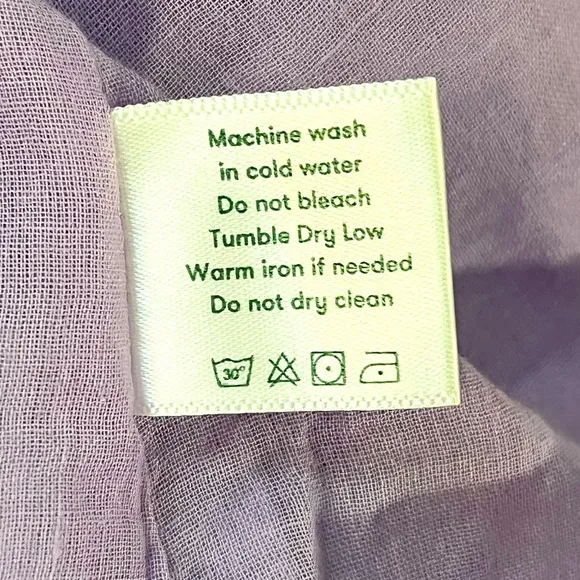 Machine wash
in cold water
Do not bleach
Tumble Dry Low
Warm iron if needed
Do not dry clean
30°